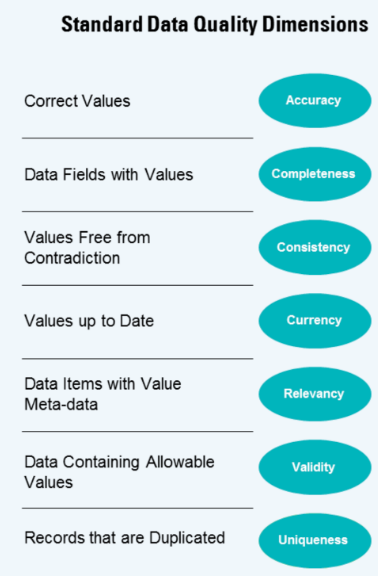 Standard Data Quality Dimensions
Correct Values
Accuracy
Data Fields with Values
Completeness
Values Free from
Contradiction
Consistency
Values up to Date
Currency
Data Items with Value
Meta-data
Relevancy
Data Containing Allowable
Values
Validity
Records that are Duplicated
Uniqueness